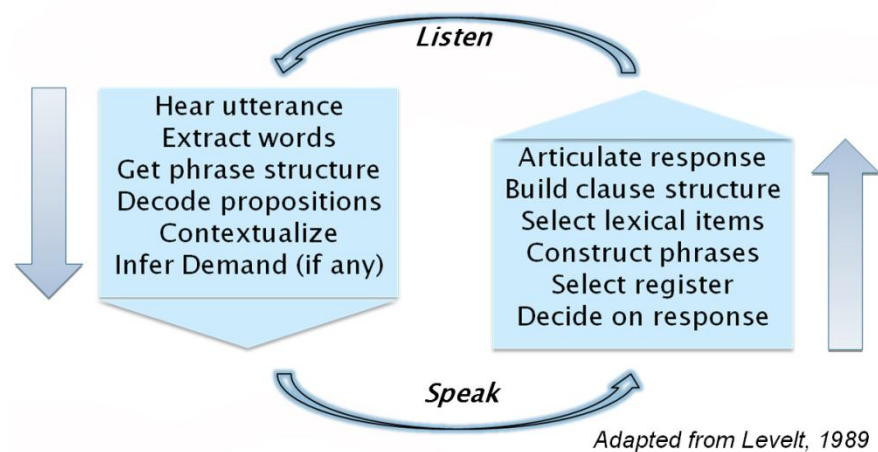 Listen
Hear utterance
Extract words
Get phrase structure
Decode propositions
Contextualize
Infer Demand (if any)
Articulate response
Build clause structure
Select lexical items
Construct phrases
Select register
Decide on response
Speak
Adapted from Levelt, 1989